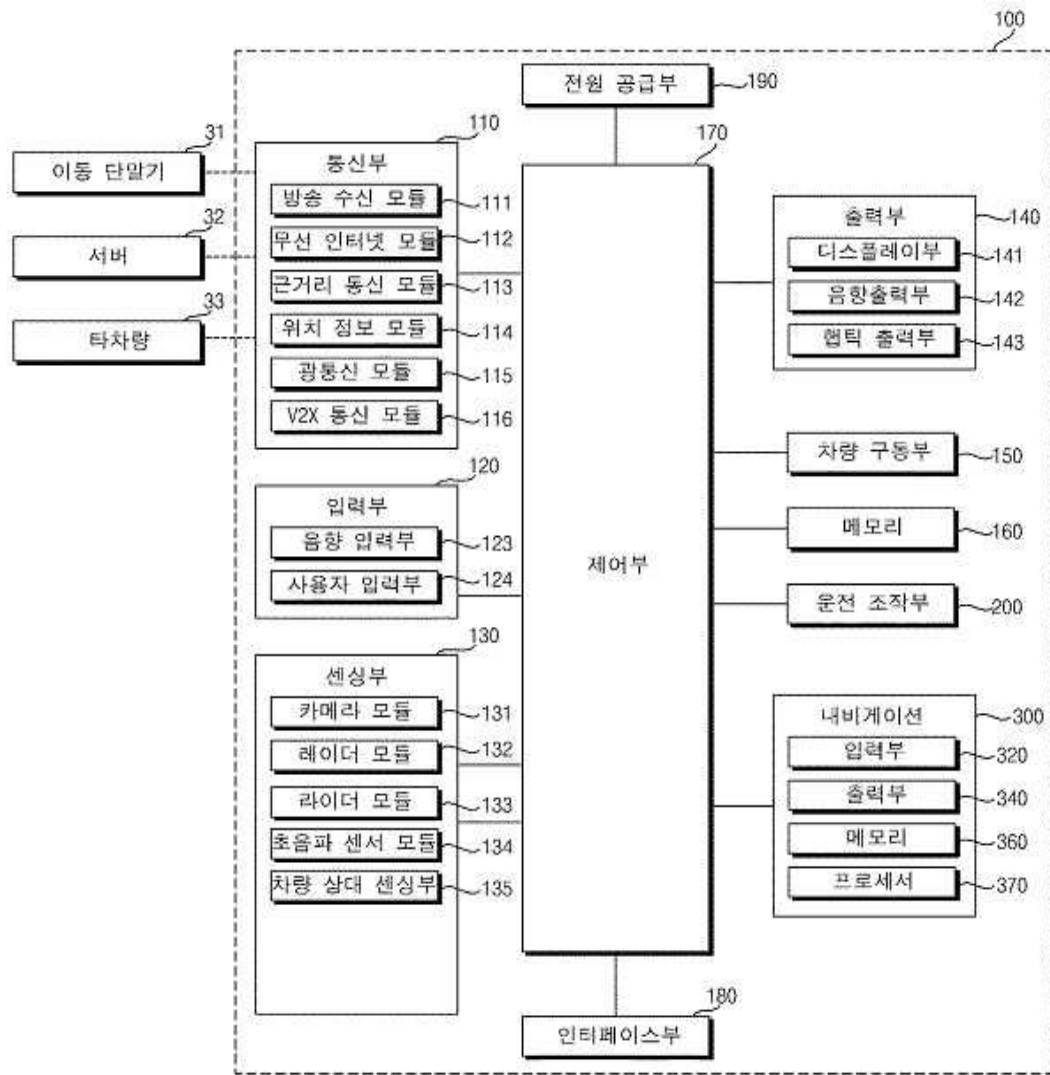 100
전원 공급부 190
31
이동 단말기
32
서버
33
타차량
110
통신부
방송 수신 모듈 111
무선 인터넷 모듈 112
근거리 통신 모듈 113
위치 정보 모듈 114
광통신 모듈 115
V2X 통신 모듈 116
120
입력부
음향 입력부 123
사용자 입력부 124
130
센싱부
카메라 모듈 131
레이더 모듈 132
라이더 모듈 133
초음파 센서 모듈 134
차량 상대 센싱부 135
170
제어부
출력부 140
디스플레이부 141
음향출력부 142
햅틱 출력부 143
차량 구동부 150
메모리 160
운전 조작부 200
내비게이션 300
입력부 320
출력부 340
메모리 360
프로세서 370
180
인터페이스부